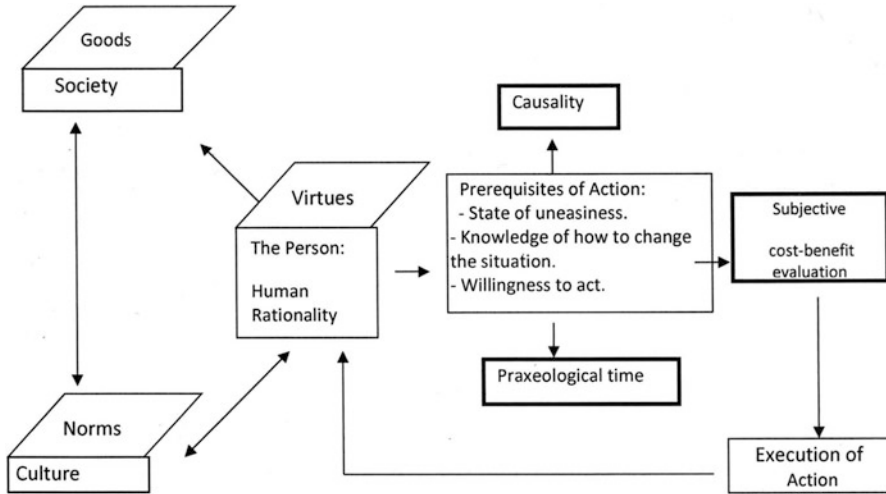 Goods
Society
Causality
Virtues
Prerequisites of Action:
- State of uneasiness.
- Knowledge of how to change
the situation.
- Willingness to act.
Subjective
cost-benefit
evaluation
The Person:
Human
Rationality
Praxeological time
Norms
Culture
Execution of
Action